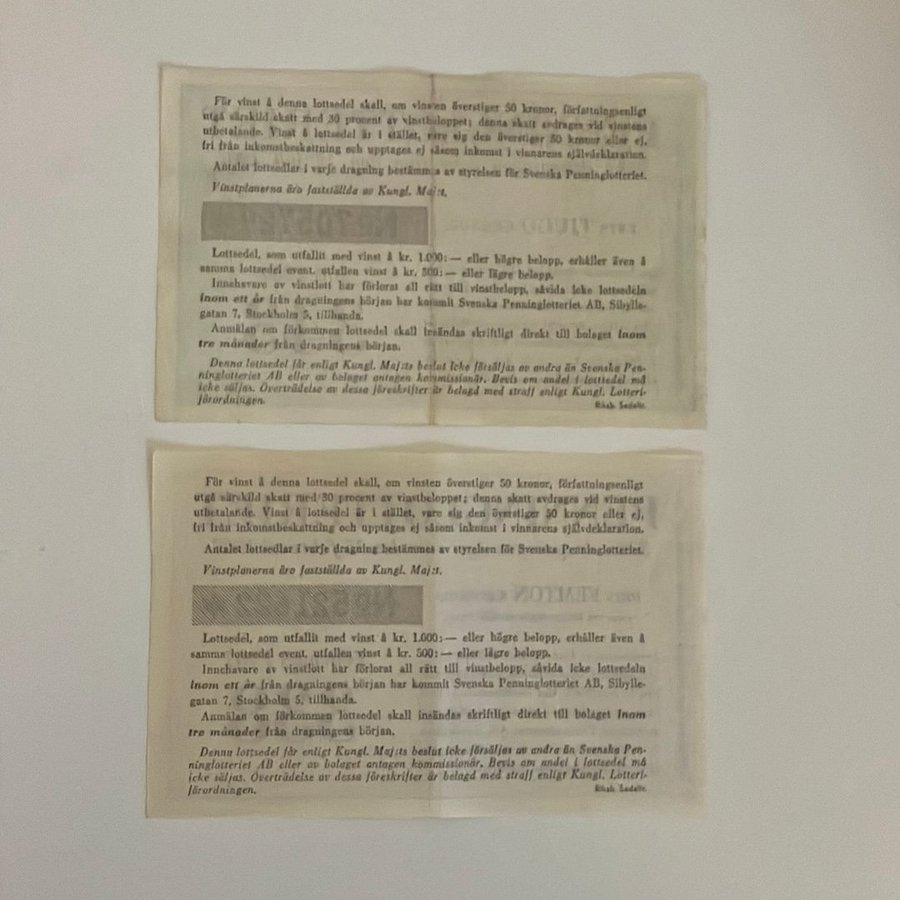 För vinst å denna lottsedel skall, om vinsten överstiger 50 kronor, författningsenligt
utgå särskild skatt med 30 procent av vinstbeloppet; denna skatt avdrages vid vinstens
utbetalande. Vinst å lottsedel är i stället, vare sig den överstiger 50 kronor eller ej,
fri från inkomstbeskattning och upptages ej såsom inkomst i vinnarens självdeklaration.
Antalet lottsedlar i varje dragning bestämmes av styrelsen för Svenska Penninglotteriet.
Vinstplanerna äro fastställda av Kungl. Maj:t.
Lottsedel, som utfallit med vinst å kr. 1.000:— eller högre belopp, erhåller även å
samma lottsedel event. utfallen vinst å kr. 500:— eller lägre belopp.
Innehavare av vinstlott har förlorat all rätt till vinstbelopp, såvida icke lottsedeln
inom ett år från dragningens början har kommit Svenska Penninglotteriet AB, Sibylle-
gatan 7, Stockholm 5, tillhanda.
Anmälan om förkommen lottsedel skall insändas skriftligt direkt till bolaget inom
tre månader från dragningens början.
Denna lottsedel får enligt Kungl. Maj:ts beslut icke försäljas av andra än Svenska Pen-
ninglotteriet AB eller av bolaget antagen kommissionär. Bevis om andel i lottsedel må
icke säljas. Överträdelse av dessa föreskrifter är belagd med straff enligt Kungl. Lotteri-
förordningen.
Riksb. Sedeltr.
För vinst å denna lottsedel skall, om vinsten överstiger 50 kronor, författningsenligt
utgå särskild skatt med 30 procent av vinstbeloppet; denna skatt avdrages vid vinstens
utbetalande. Vinst å lottsedel är i stället, vare sig den överstiger 50 kronor eller ej,
fri från inkomstbeskattning och upptages ej såsom inkomst i vinnarens självdeklaration.
Antalet lottsedlar i varje dragning bestämmes av styrelsen för Svenska Penninglotteriet.
Vinstplanerna äro fastställda av Kungl. Maj:t.
Lottsedel, som utfallit med vinst å kr. 1.000:— eller högre belopp, erhåller även å
samma lottsedel event. utfallen vinst å kr. 500:— eller lägre belopp.
Innehavare av vinstlott har förlorat all rätt till vinstbelopp, såvida icke lottsedeln
inom ett år från dragningens början har kommit Svenska Penninglotteriet AB, Sibylle-
gatan 7, Stockholm 5, tillhanda.
Anmälan om förkommen lottsedel skall insändas skriftligt direkt till bolaget inom
tre månader från dragningens början.
Denna lottsedel får enligt Kungl. Maj:ts beslut icke försäljas av andra än Svenska Pen-
ninglotteriet AB eller av bolaget antagen kommissionär. Bevis om andel i lottsedel må
icke säljas. Överträdelse av dessa föreskrifter är belagd med straff enligt Kungl. Lotteri-
förordningen.
Riksb. Sedeltr.